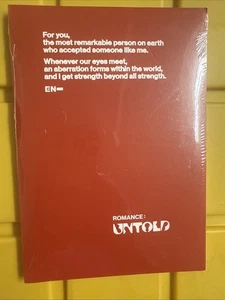 For you,
the most remarkable person on earth
who accepted someone like me.
Whenever our eyes meet,
an aberration forms within the world,
and I get strength beyond all strength.
EN-
ROMANCE:
UNTOLD